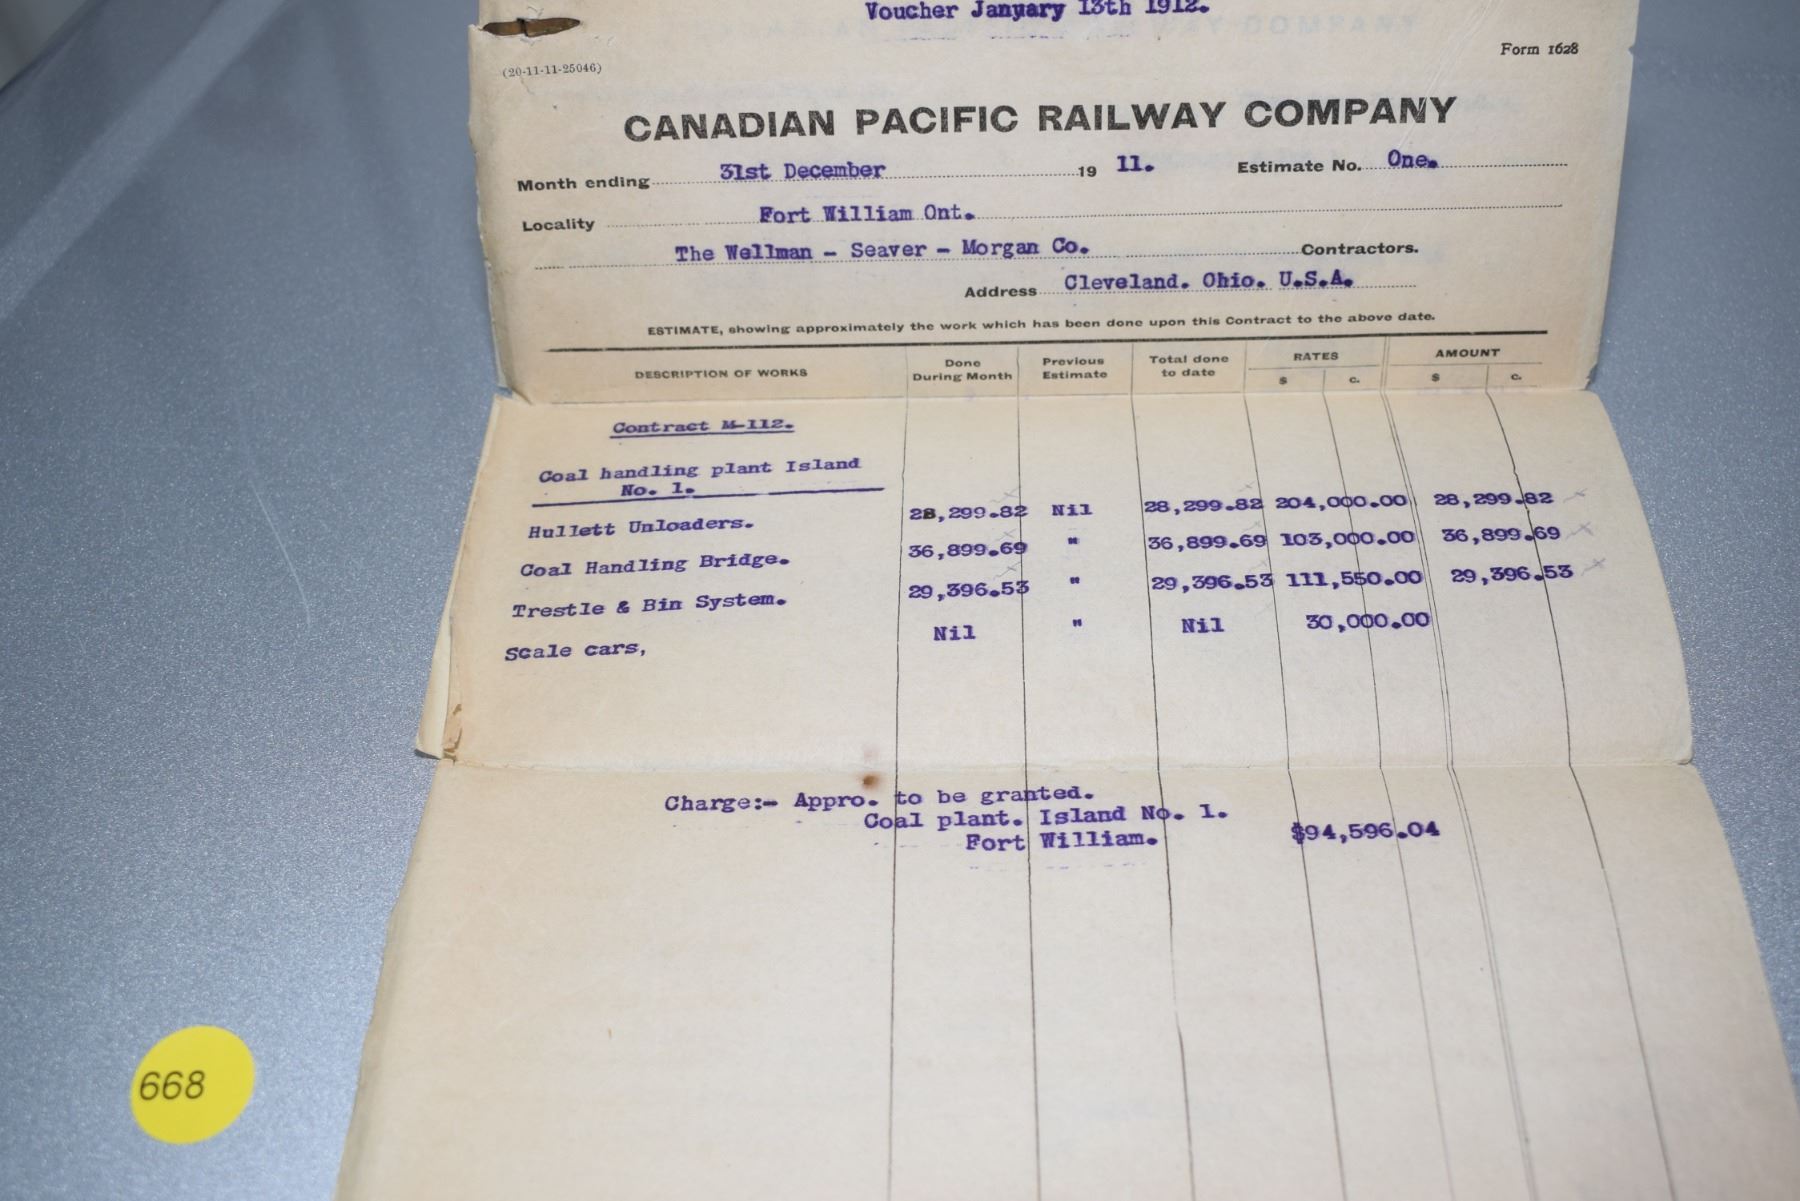 Voucher January 13th 1912.
Form 1628
(20-11-11-25046)
CANADIAN PACIFIC RAILWAY COMPANY
Month ending 31st December 19 11. Estimate No. One.
Locality Fort William Ont.
The Wellman - Seaver - Morgan Co. Contractors.
Address Cleveland. Ohio. U.S.A.
ESTIMATE, showing approximately the work which has been done upon this Contract to the above date.
DESCRIPTION OF WORKS Done During Month Previous Estimate Total done to date RATES $ c. AMOUNT $ c.
Contract M-112.
Coal handling plant Island
No. 1.
Hullett Unloaders. 28,299.82 Nil 28,299.82 204,000.00 28,299.82
Coal Handling Bridge. 36,899.69 " 36,899.69 103,000.00 36,899.69
Trestle & Bin System. 29,396.53 " 29,396.53 111,550.00 29,396.53
Scale cars, Nil " Nil 30,000.00
Charge:- Appro. to be granted.
Coal plant. Island No. 1.
Fort William. $94,596.04
668